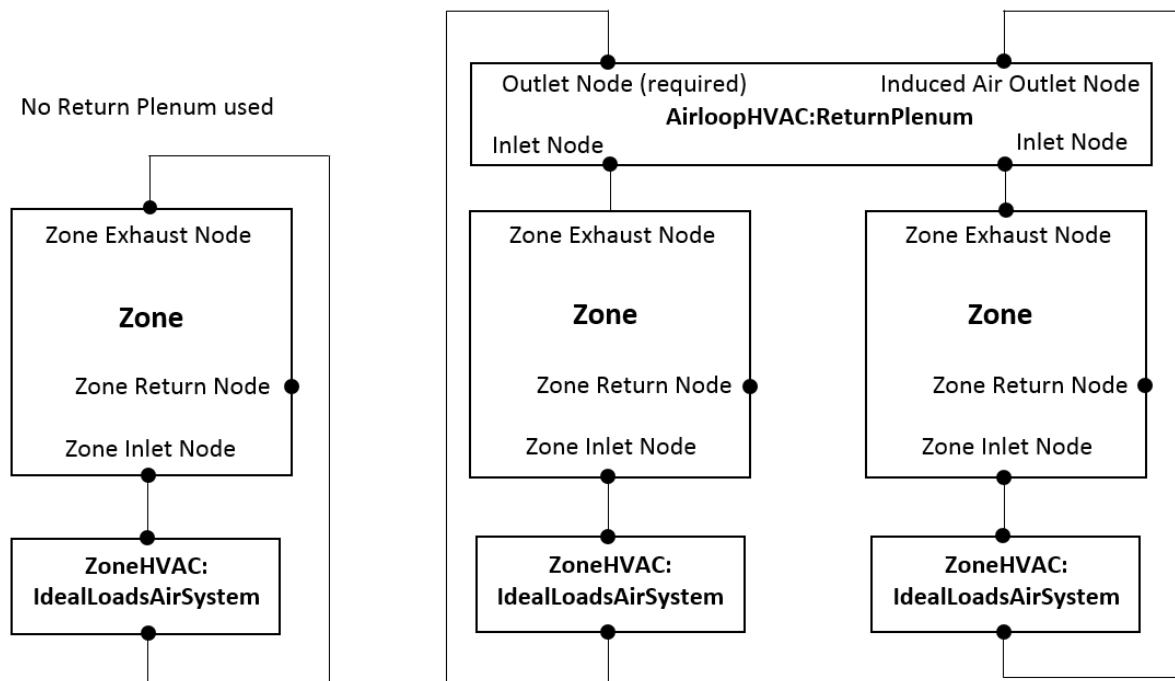 No Return Plenum used
Zone Exhaust Node
Zone
Zone Return Node
Zone Inlet Node
ZoneHVAC:
IdealLoadsAirSystem
Outlet Node (required)
Induced Air Outlet Node
AirloopHVAC:ReturnPlenum
Inlet Node
Inlet Node
Zone Exhaust Node
Zone
Zone Return Node
Zone Inlet Node
ZoneHVAC:
IdealLoadsAirSystem
Zone Exhaust Node
Zone
Zone Return Node
Zone Inlet Node
ZoneHVAC:
IdealLoadsAirSystem